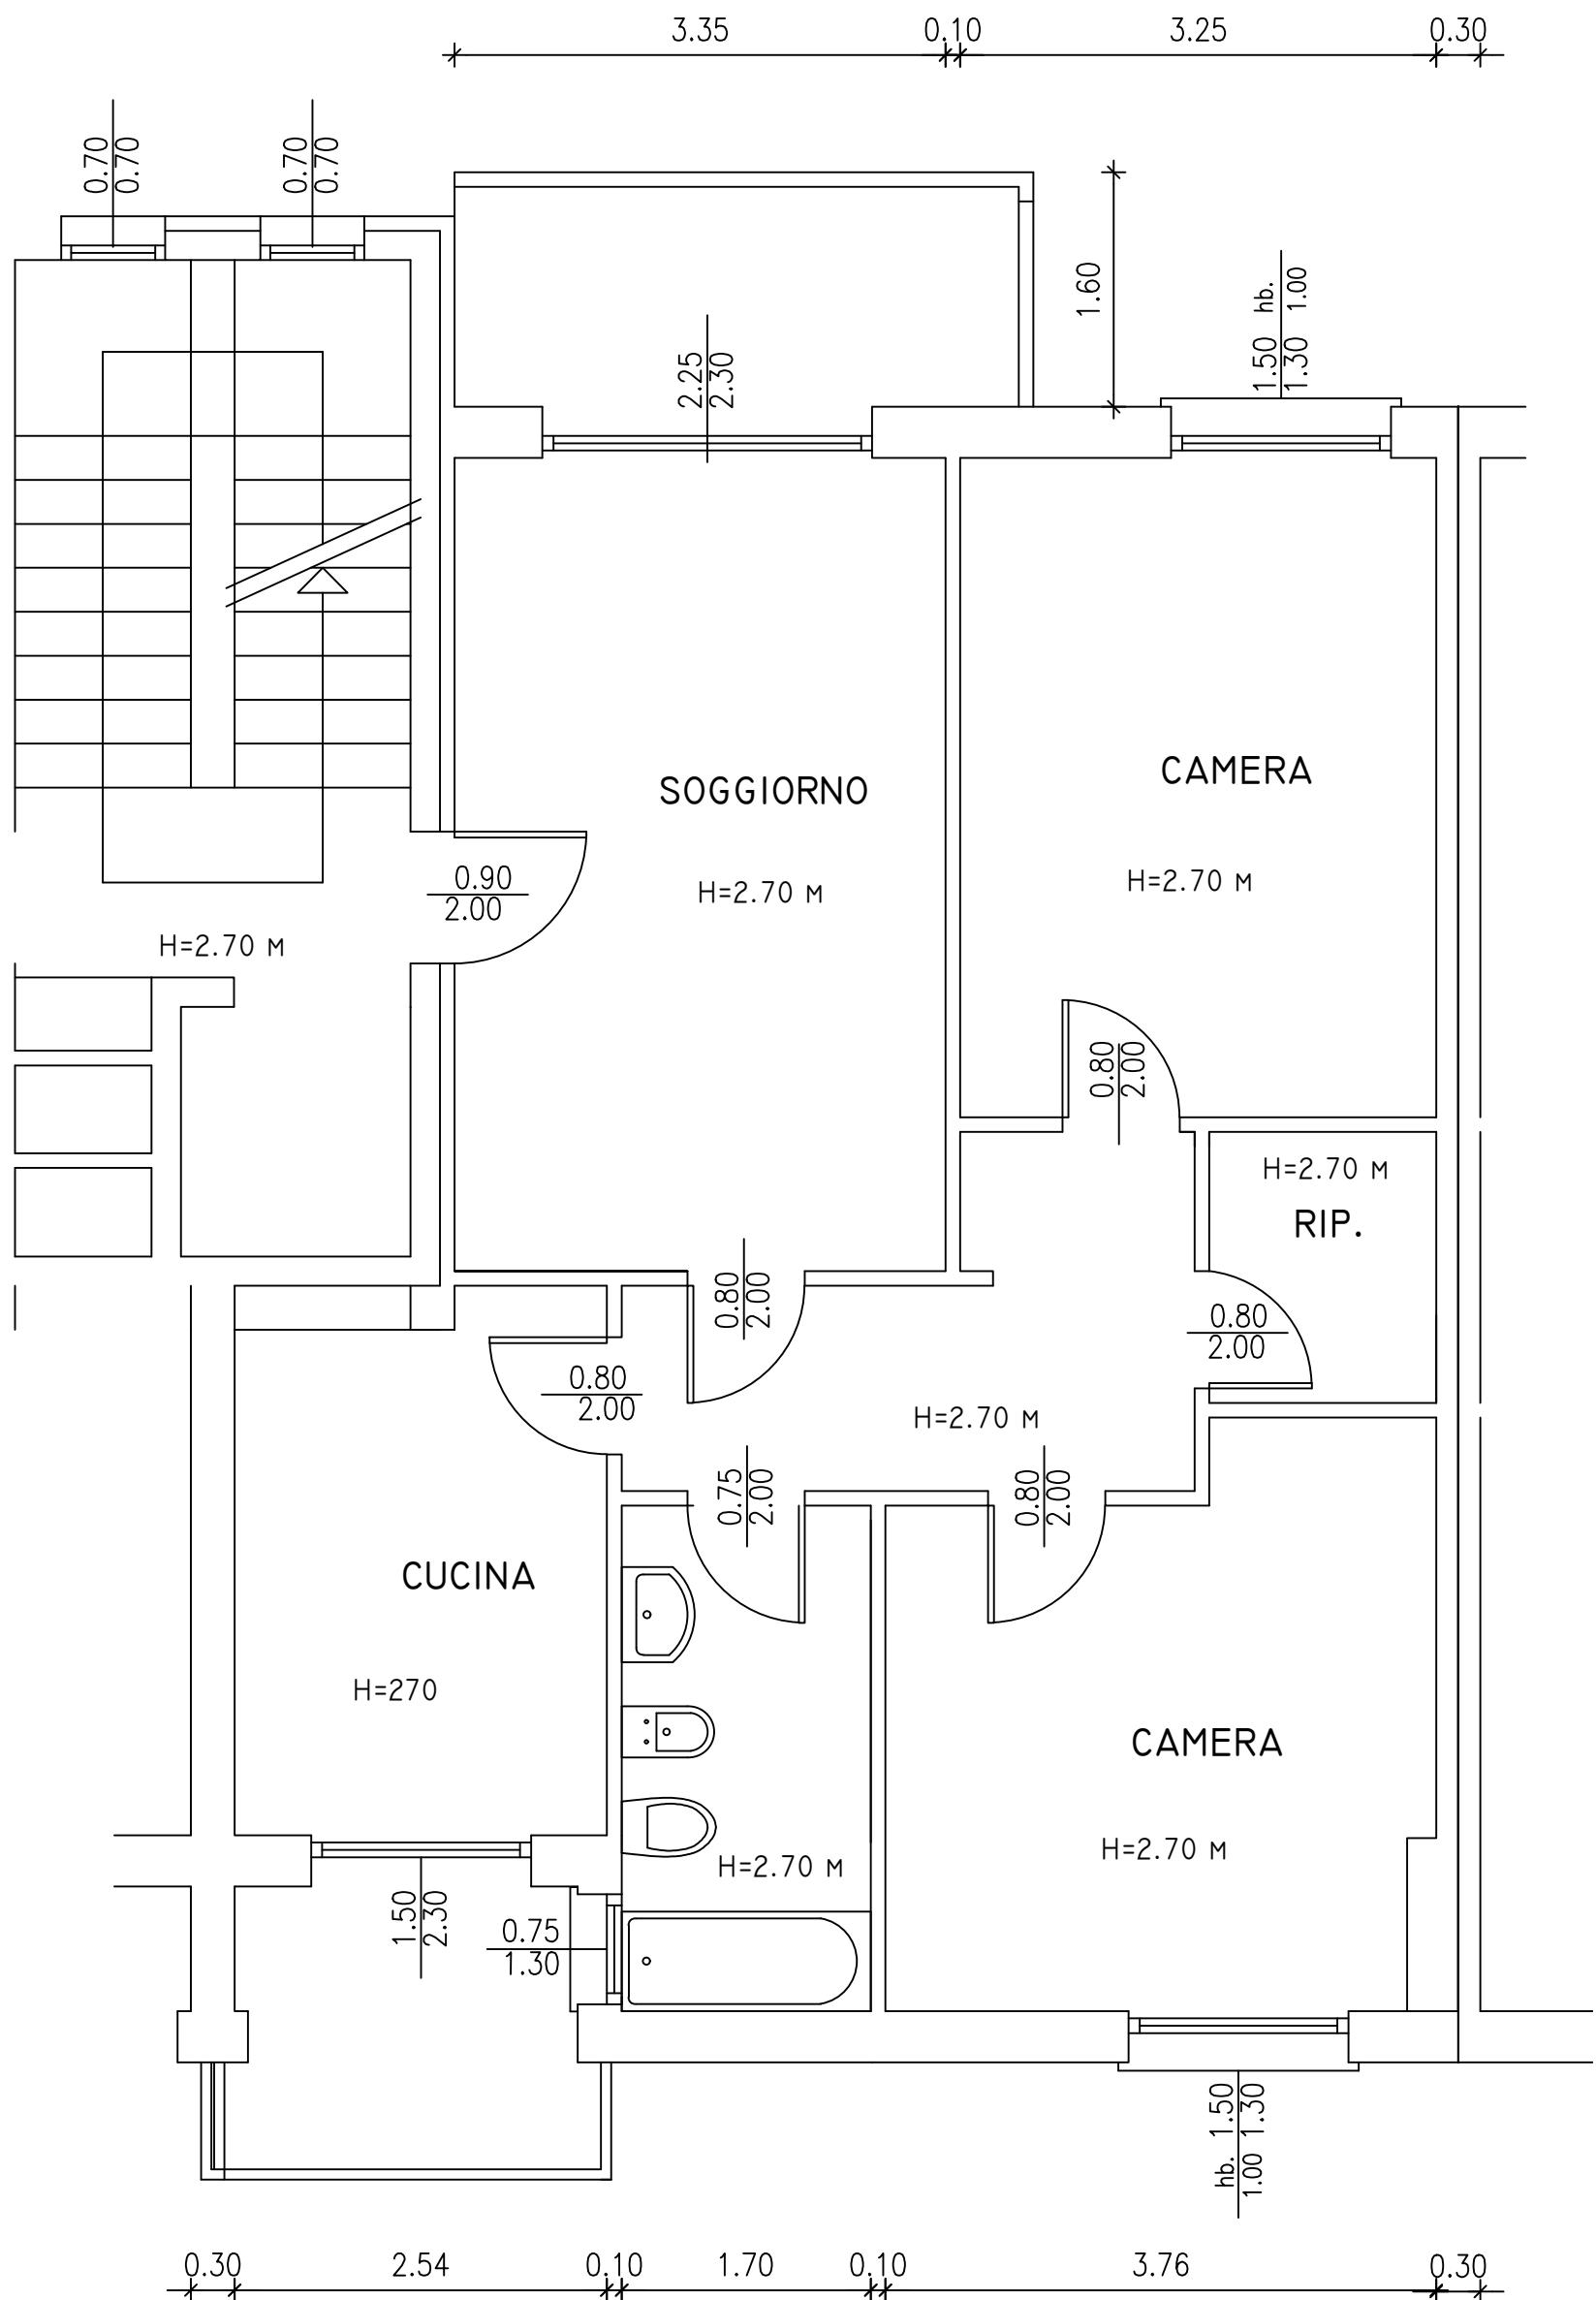 3.35 0.10 3.25 0.30
0.70
0.70
0.70
0.70
1.60
hb. 1.00
1.50
1.30
2.25
2.30
SOGGIORNO
CAMERA
H=2.70 M
H=2.70 M
0.90
2.00
H=2.70 M
0.80
2.00
H=2.70 M
RIP.
0.80
2.00
0.80
2.00
0.80
2.00
H=2.70 M
0.75
2.00
0.80
2.00
CUCINA
H=270
CAMERA
H=2.70 M
H=2.70 M
1.50
2.30
0.75
1.30
1.50
1.30
hb.
1.00
0.30 2.54 0.10 1.70 0.10 3.76 0.30